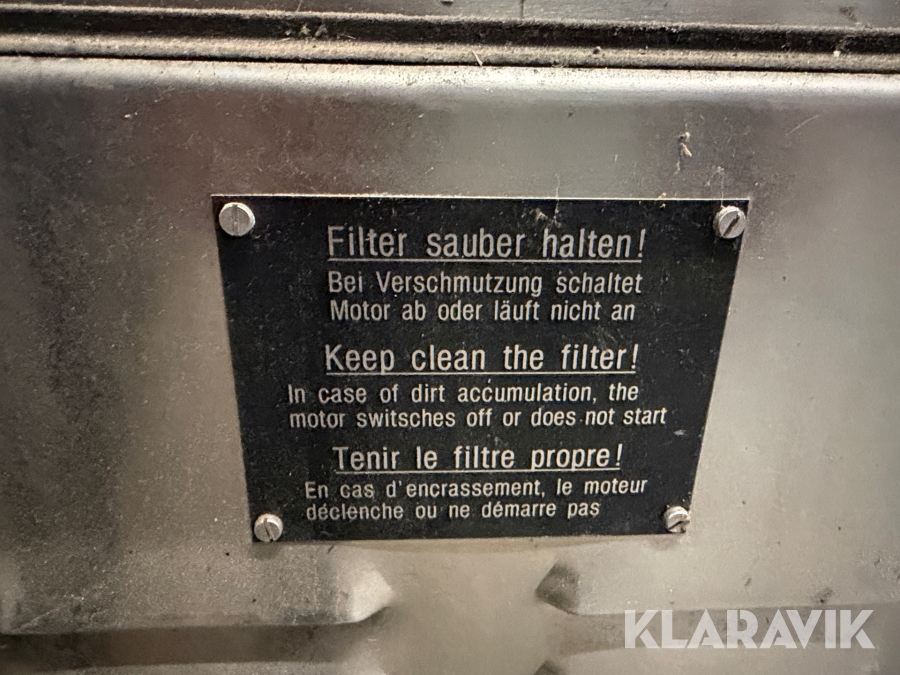 Filter sauber halten!
Bei Verschmutzung schaltet
Motor ab oder läuft nicht an
Keep clean the filter!
In case of dirt accumulation, the
motor switsches off or does not start
Tenir le filtre propre!
En cas d'encrassement, le moteur
déclenche ou ne démarre pas
KLARAVIK